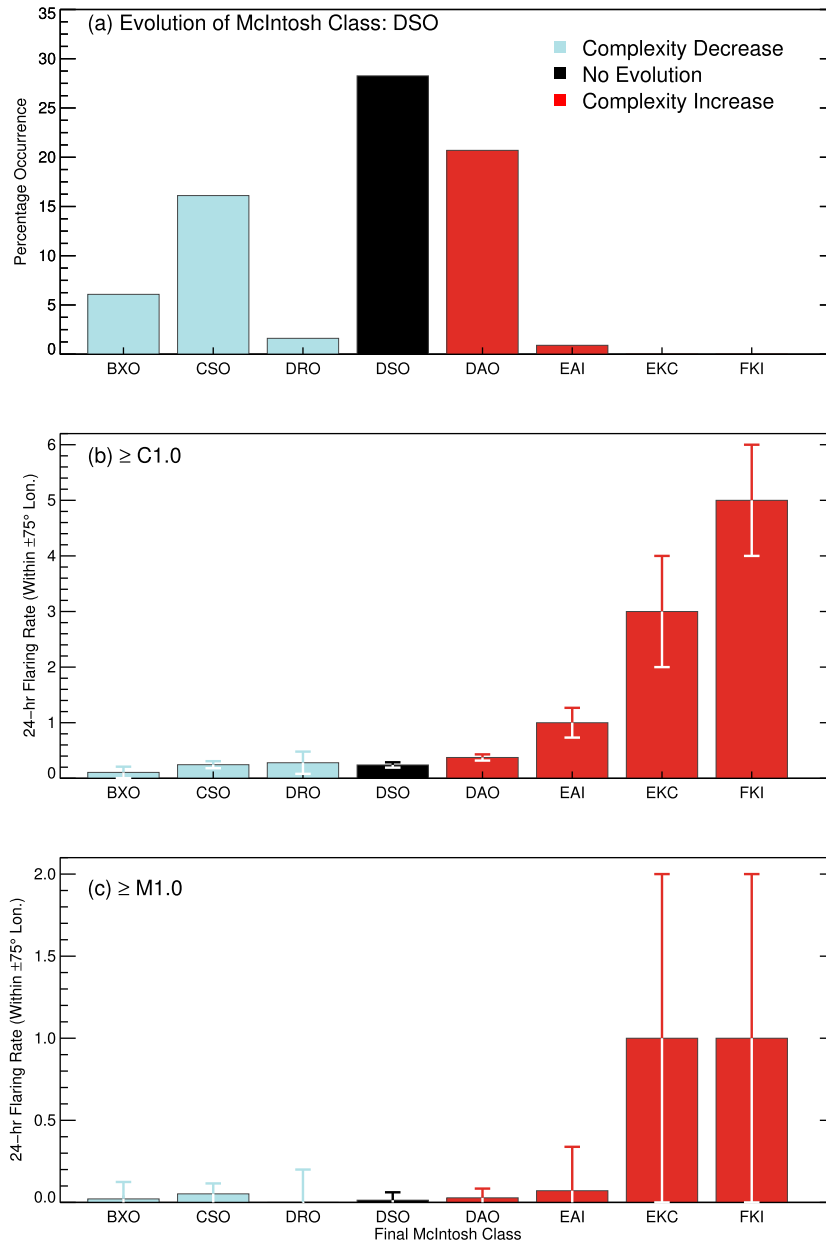 (a) Evolution of McIntosh Class: DSO
Complexity Decrease
No Evolution
Complexity Increase
Percentage Occurrence
35
30
25
20
15
10
5
0
BXO CSO DRO DSO DAO EAI EKC FKI
(b) ≥ C1.0
24−hr Flaring Rate (Within ±75° Lon.)
6
5
4
3
2
1
0
BXO CSO DRO DSO DAO EAI EKC FKI
(c) ≥ M1.0
24−hr Flaring Rate (Within ±75° Lon.)
2.0
1.5
1.0
0.5
0.0
BXO CSO DRO DSO DAO EAI EKC FKI
Final McIntosh Class